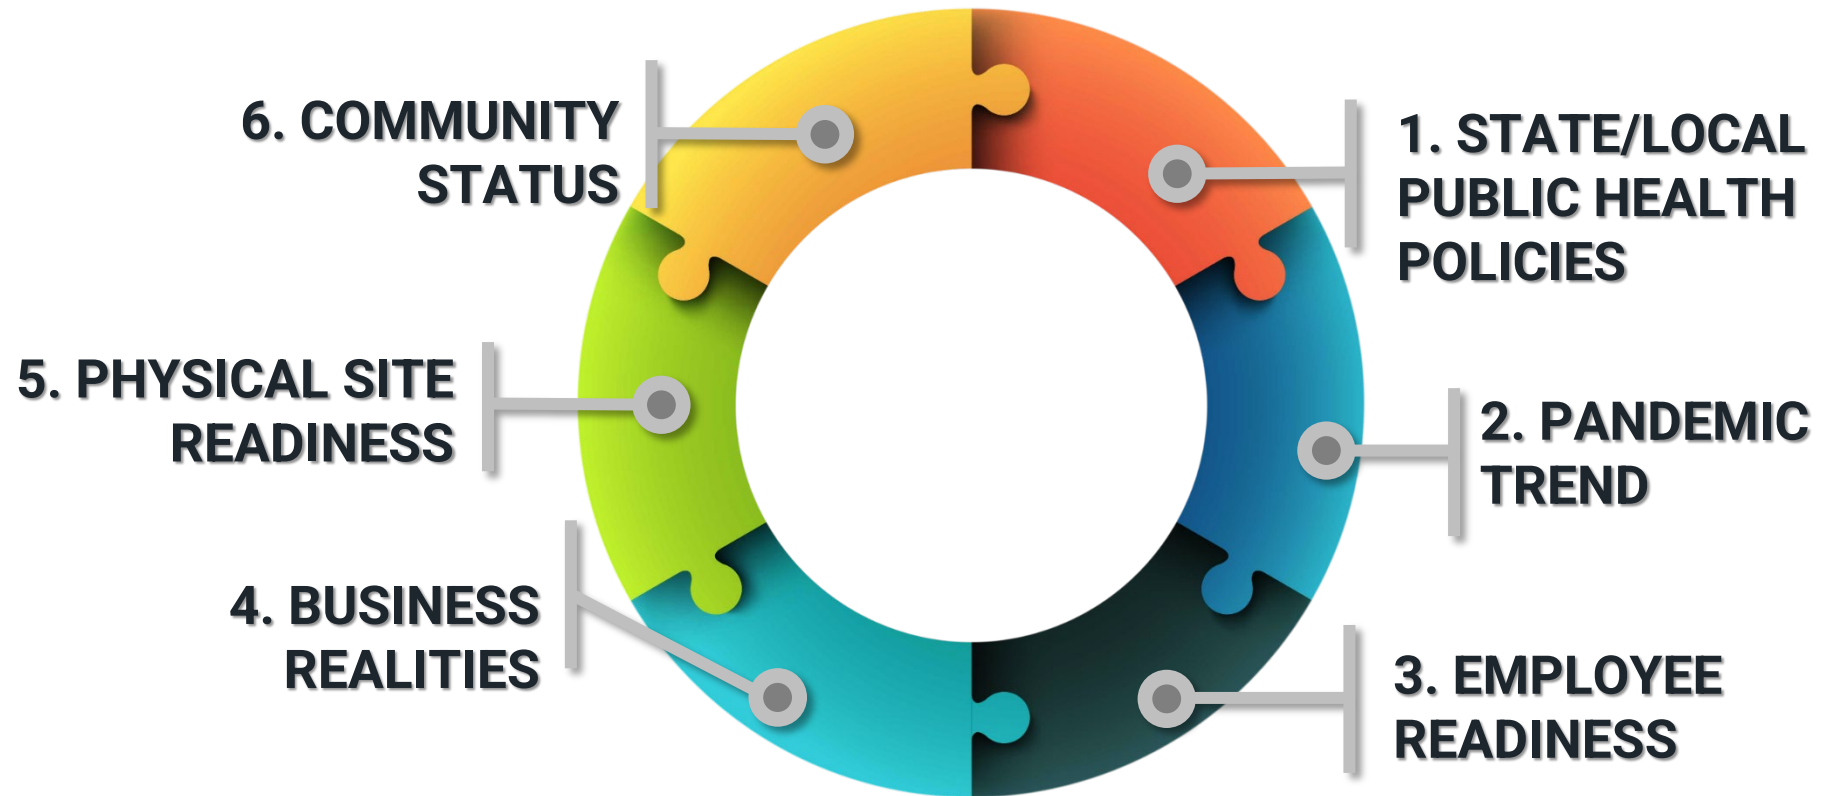 1. STATE/LOCAL
PUBLIC HEALTH
POLICIES
2. PANDEMIC
TREND
3. EMPLOYEE
READINESS
4. BUSINESS
REALITIES
5. PHYSICAL SITE
READINESS
6. COMMUNITY
STATUS